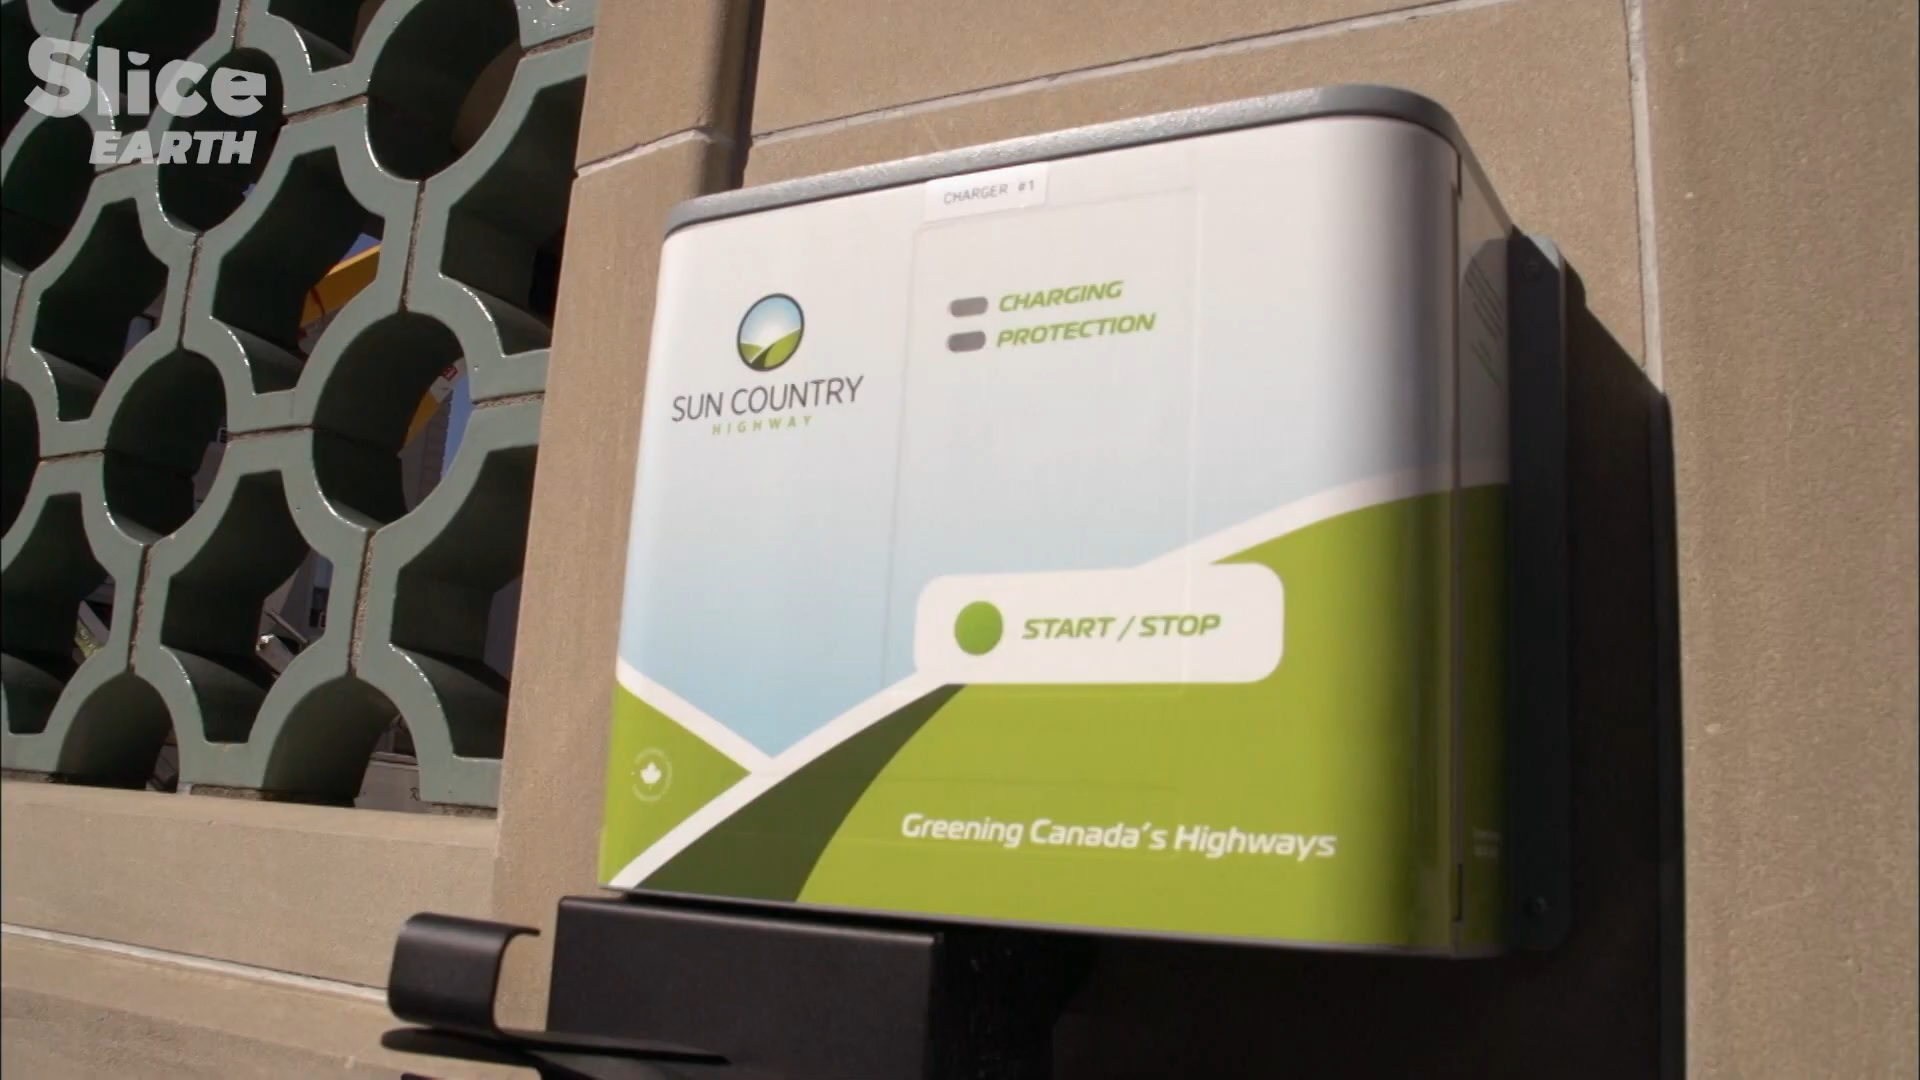 Slice
EARTH
CHARGER #1
CHARGING
PROTECTION
SUN COUNTRY
HIGHWAY
START / STOP
Greening Canada's Highways